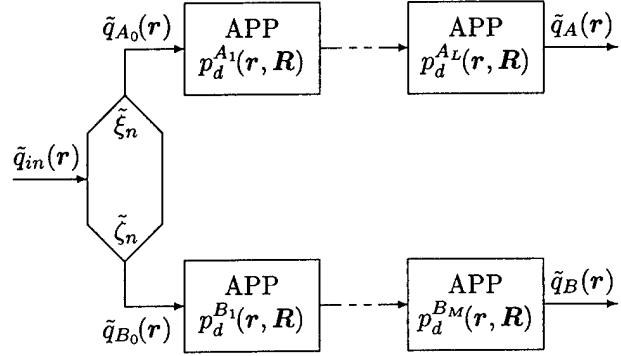 q̃_{A_0}(r)
APP
p_d^{A_1}(r, R)
APP
p_d^{A_L}(r, R)
q̃_A(r)
ξ̃_n
q̃_{in}(r)
ζ̃_n
q̃_{B_0}(r)
APP
p_d^{B_1}(r, R)
APP
p_d^{B_M}(r, R)
q̃_B(r)